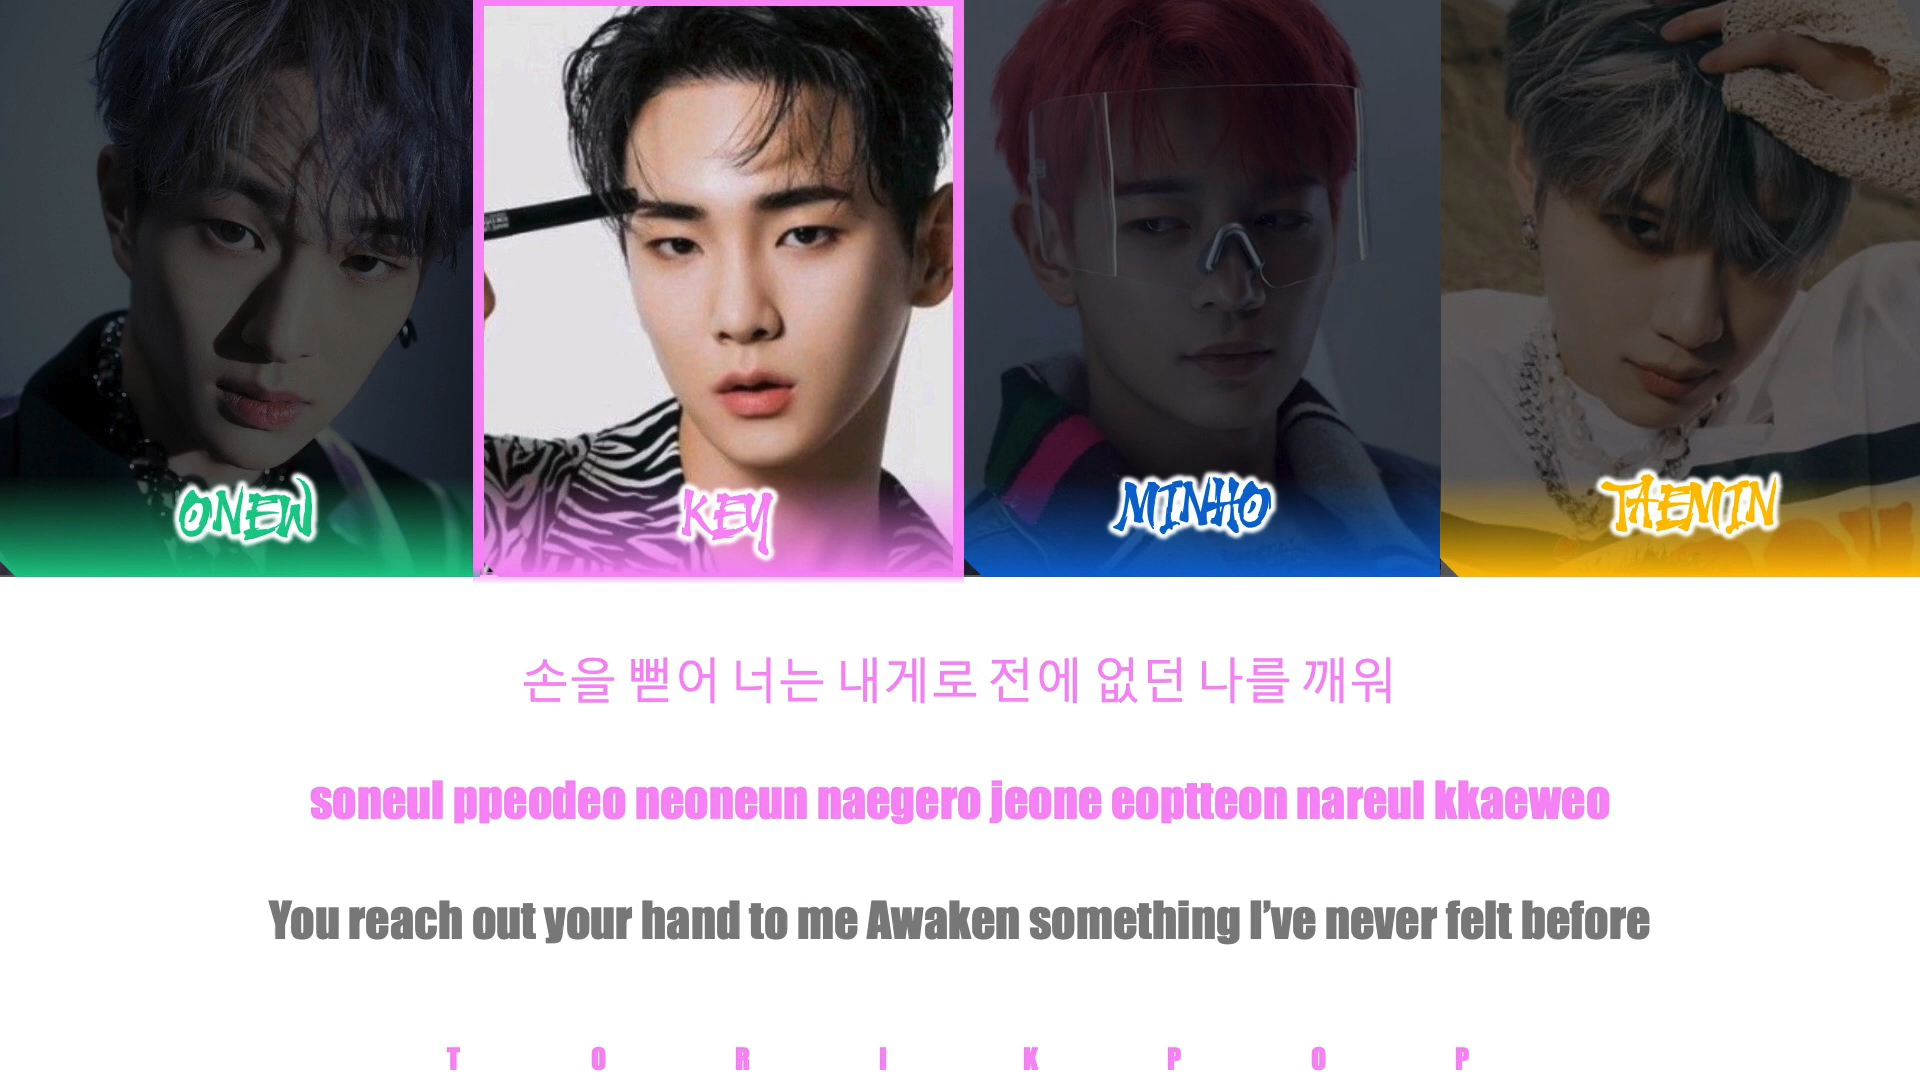 ONEW KEY MINHO TAEMIN
손을 뻗어 너는 내게로 전에 없던 나를 깨워
soneul ppeodeo neoneun naegero jeone eoptteon nareul kkaeweo
You reach out your hand to me Awaken something I’ve never felt before
T O R I K P O P